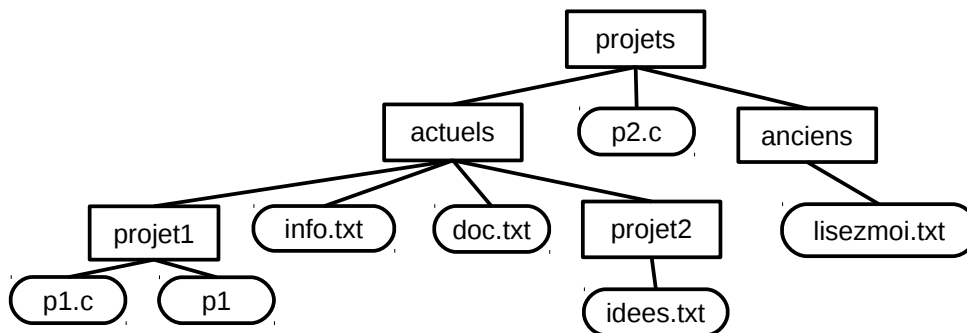 projets
actuels
p2.c
anciens
projet1
info.txt
doc.txt
projet2
lisezmoi.txt
p1.c
p1
idees.txt